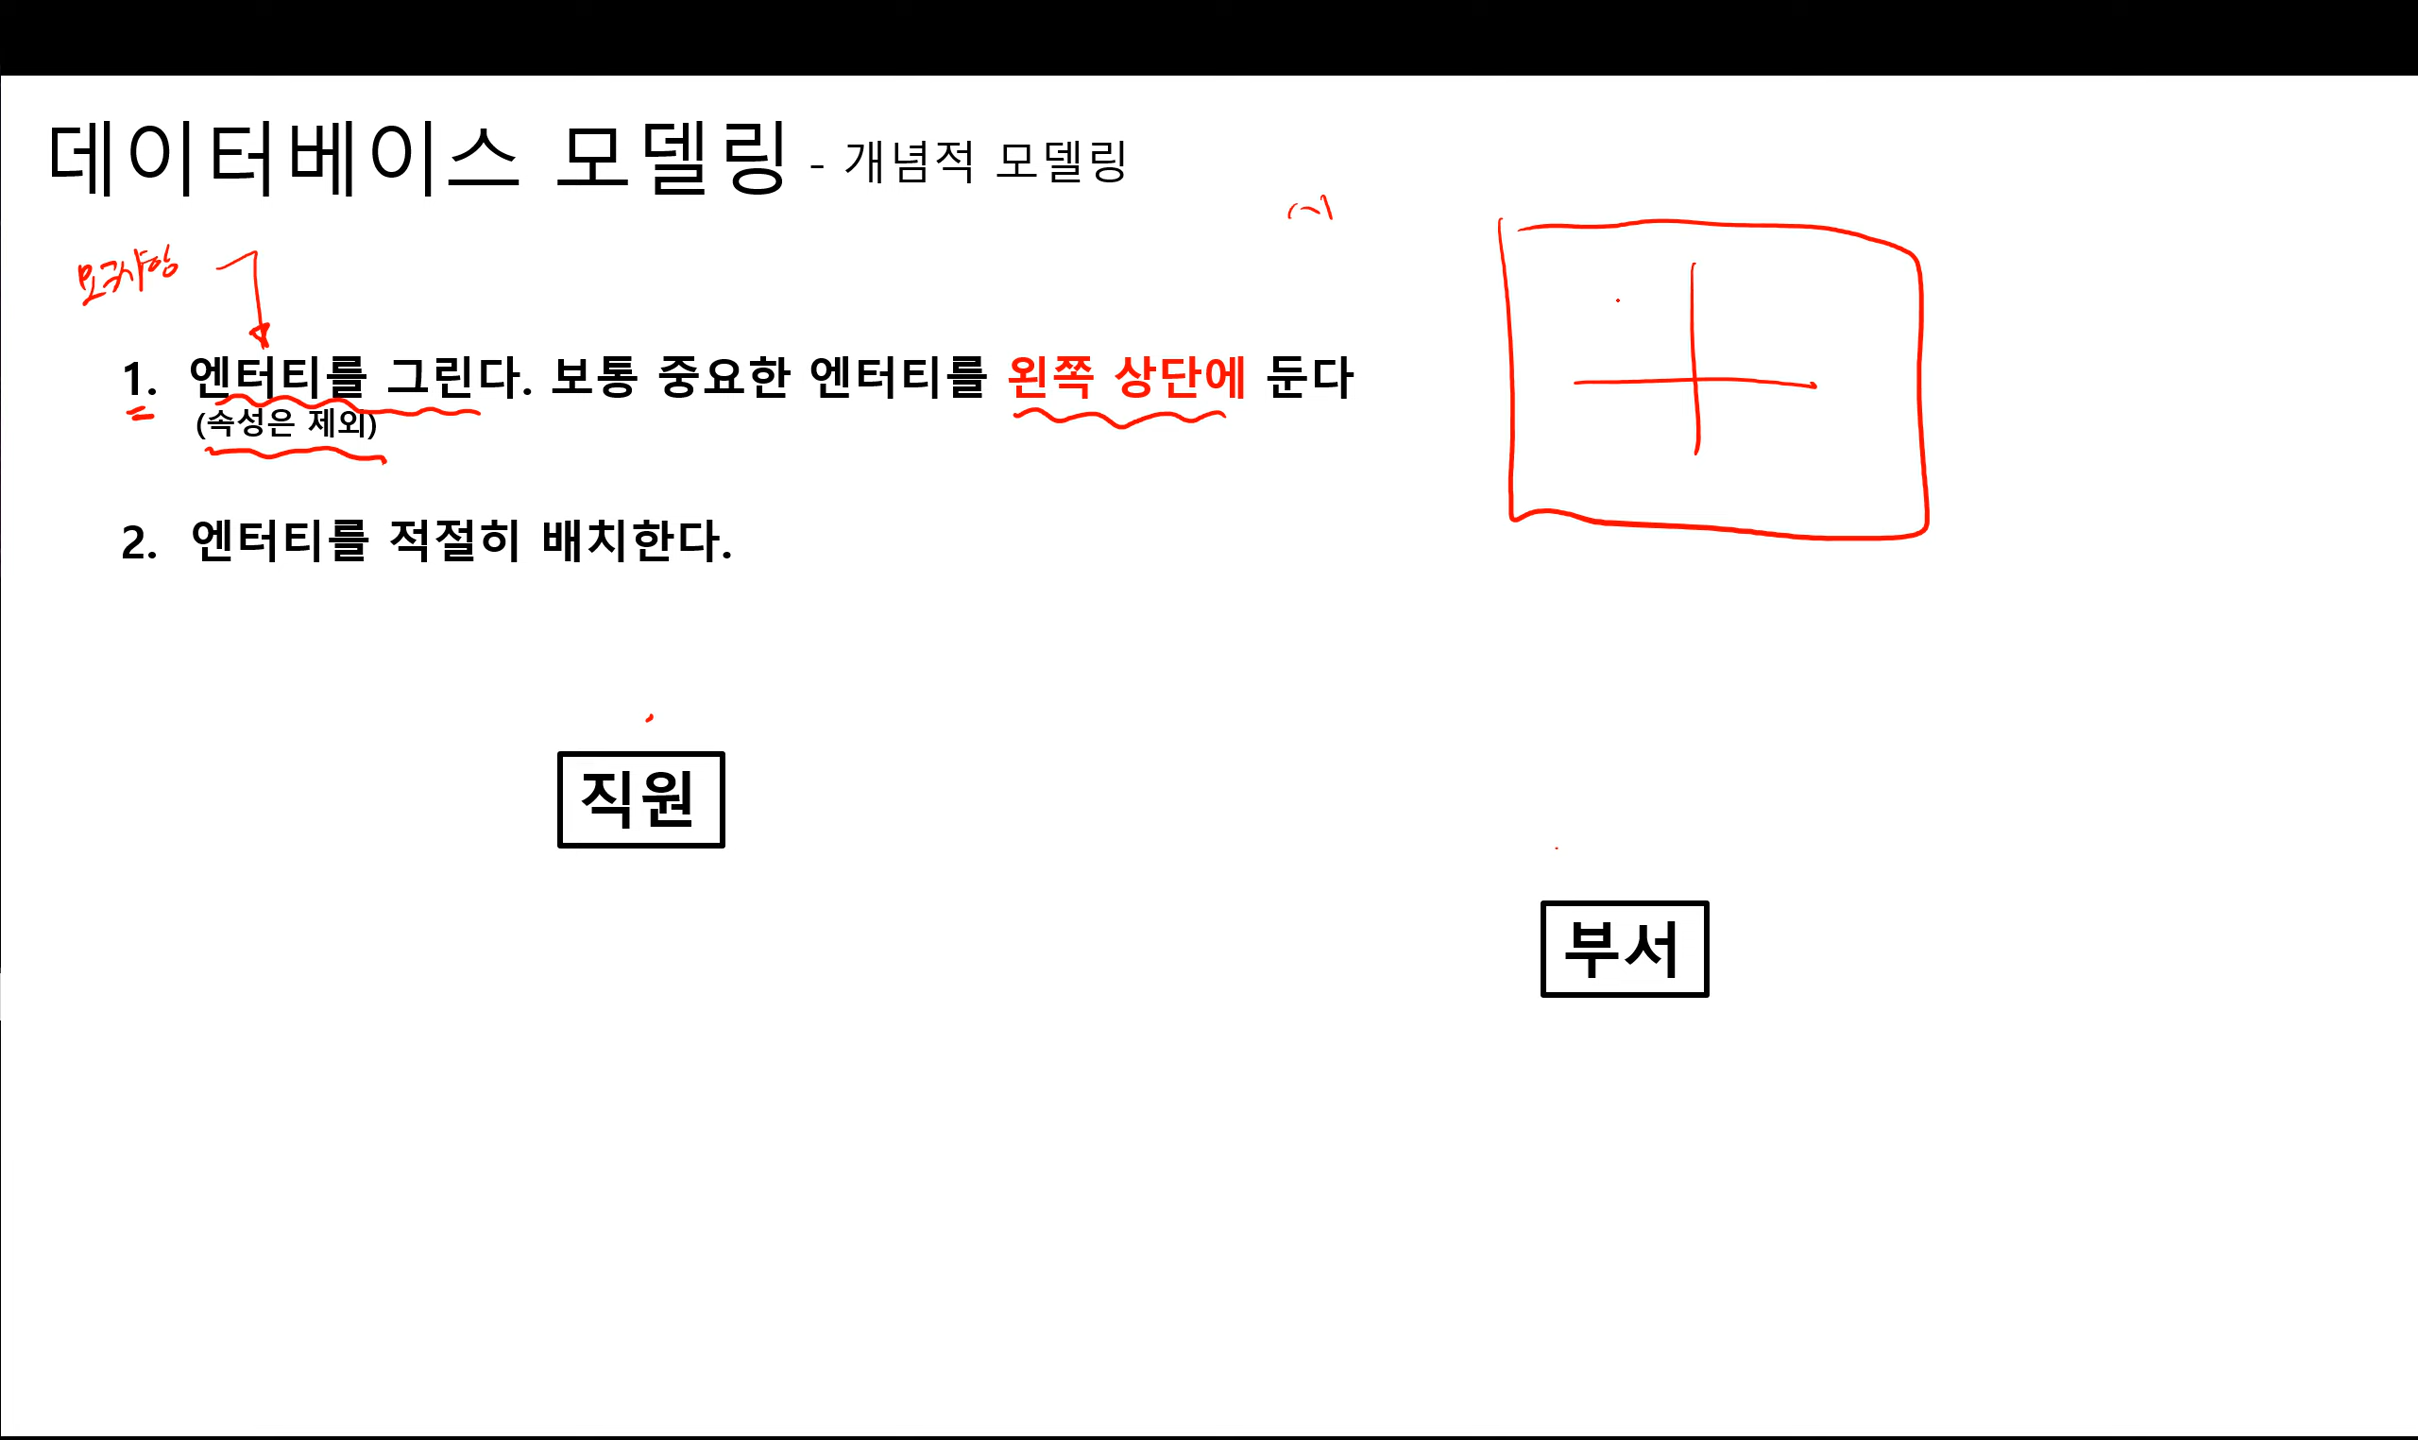 데이터베이스 모델링 - 개념적 모델링
1. 엔터티를 그린다. 보통 중요한 엔터티를 왼쪽 상단에 둔다
(속성은 제외)
2. 엔터티를 적절히 배치한다.
직원
부서